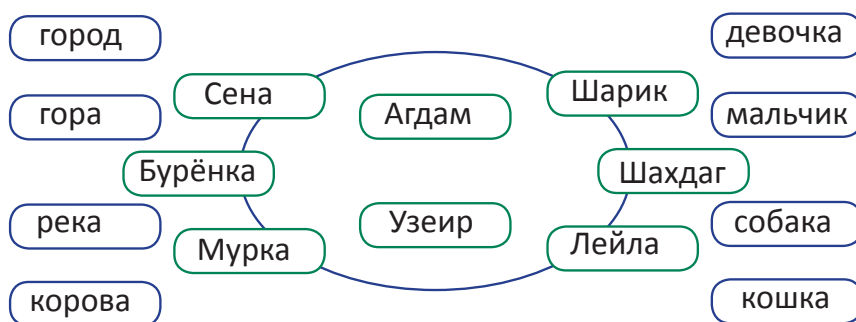 город
девочка
Сена
Шарик
гора
Агдам
мальчик
Бурёнка
Шахдаг
река
Узеир
собака
Мурка
Лейла
корова
кошка